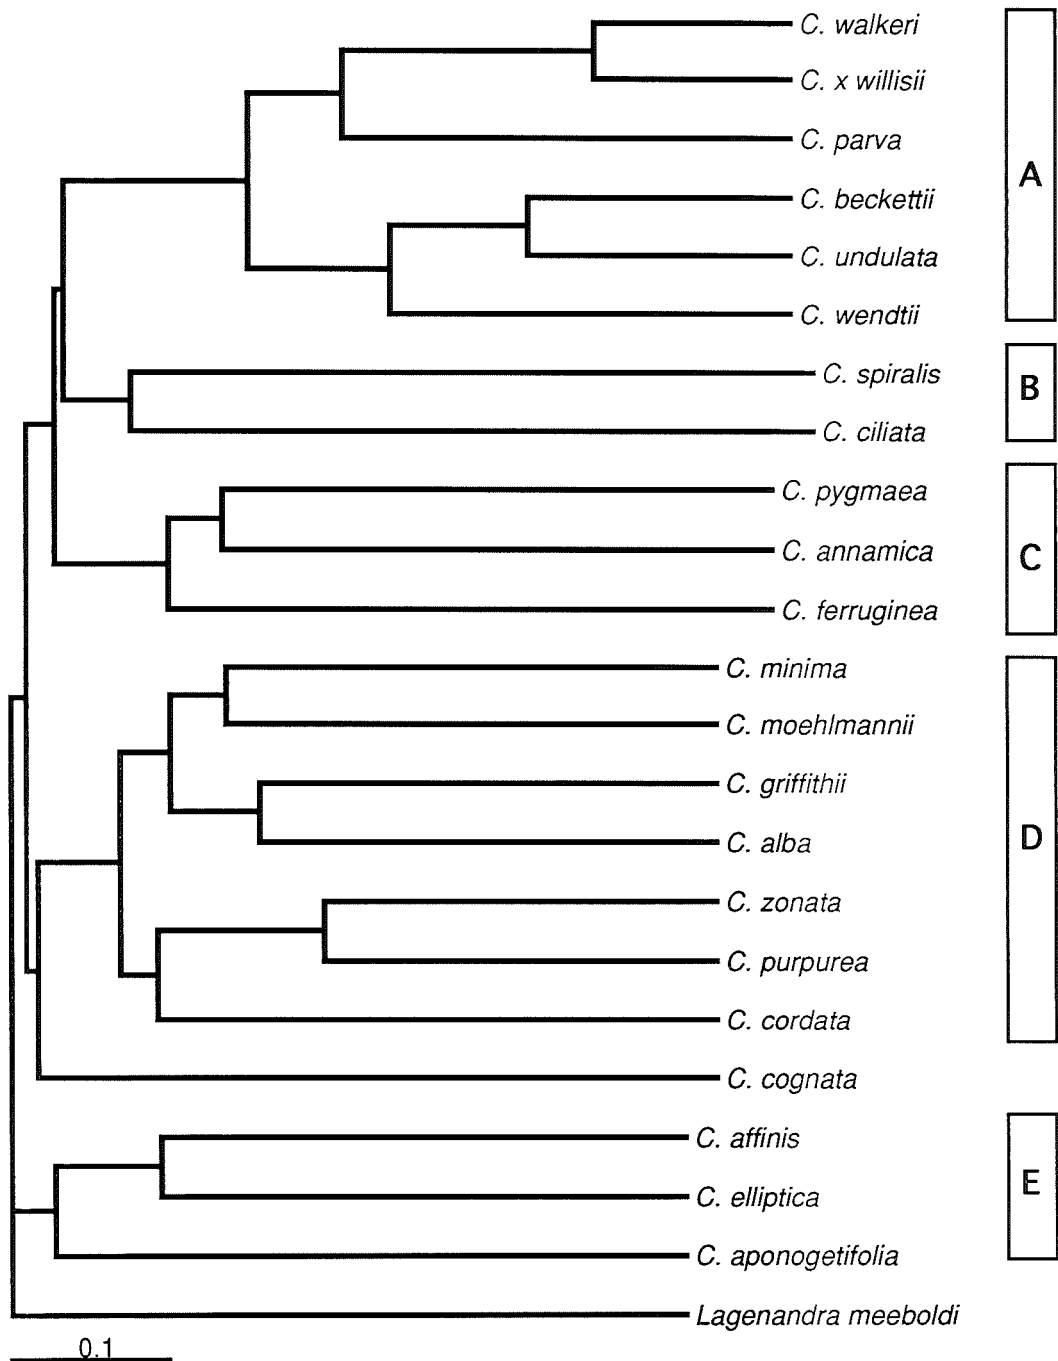 C. walkeri
C. x willisii
C. parva
A
C. beckettii
C. undulata
C. wendtii
C. spiralis
B
C. ciliata
C. pygmaea
C. annamica
C
C. ferruginea
C. minima
C. moehlmannii
C. griffithii
D
C. alba
C. zonata
C. purpurea
C. cordata
C. cognata
C. affinis
E
C. elliptica
C. aponogetifolia
Lagenandra meeboldi
0.1